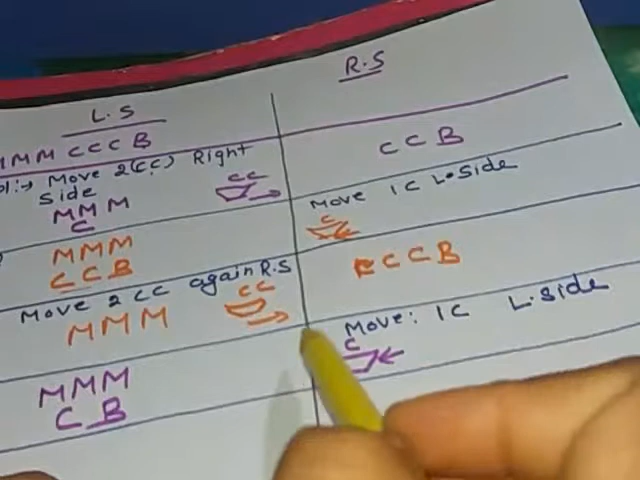 L.S
R.S
MMM CCC B
Move 2(CC) Right
side
CC
MMM
C
CCB
Move 1C L.side
C
MMM
CCB
Move 2 CC again R.S
CC
MMM
CCCB
Move: 1C L.side
C
MMM
CB